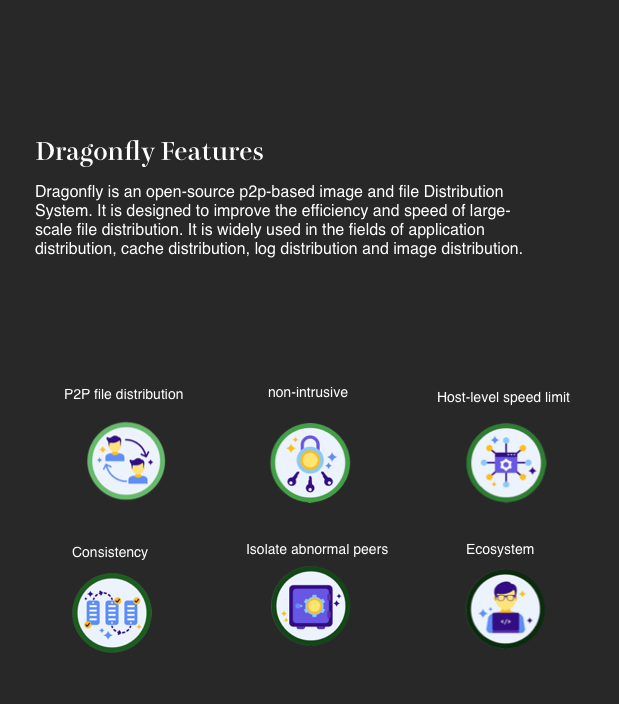 Dragonfly Features
Dragonfly is an open-source p2p-based image and file Distribution
System. It is designed to improve the efficiency and speed of large-
scale file distribution. It is widely used in the fields of application
distribution, cache distribution, log distribution and image distribution.
P2P file distribution
non-intrusive
Host-level speed limit
Consistency
Isolate abnormal peers
Ecosystem